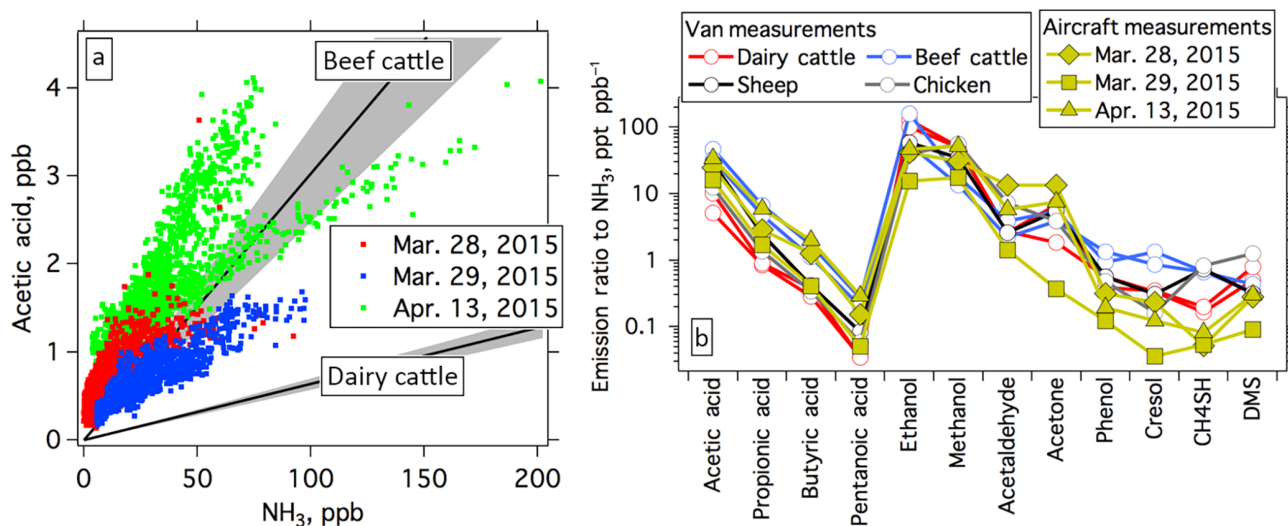 a
Beef cattle
Dairy cattle
Mar. 28, 2015
Mar. 29, 2015
Apr. 13, 2015
Acetic acid, ppb
4
3
2
1
0
0
50
100
150
200
NH₃, ppb
Van measurements
Dairy cattle
Beef cattle
Sheep
Chicken
Aircraft measurements
Mar. 28, 2015
Mar. 29, 2015
Apr. 13, 2015
Emission ratio to NH₃, ppt ppb⁻¹
100
10
1
0.1
b
Acetic acid
Propionic acid
Butyric acid
Pentanoic acid
Ethanol
Methanol
Acetaldehyde
Acetone
Phenol
Cresol
CH4SH
DMS